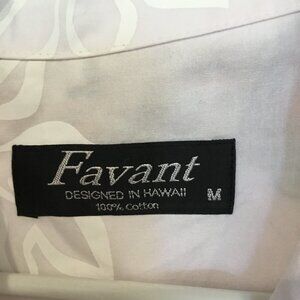 Favant
DESIGNED IN HAWAII
100% Cotton
M